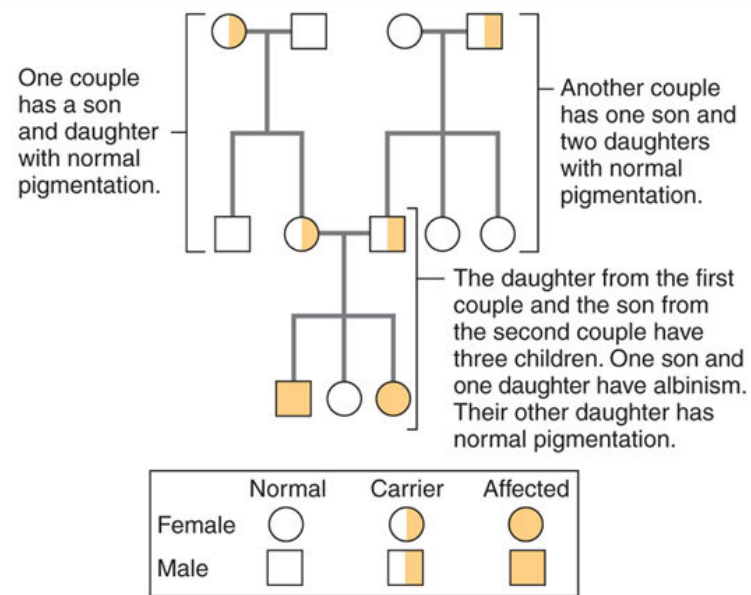 One couple
has a son
and daughter
with normal
pigmentation.
Another couple
has one son and
two daughters
with normal
pigmentation.
The daughter from the first
couple and the son from
the second couple have
three children. One son and
one daughter have albinism.
Their other daughter has
normal pigmentation.
Normal Carrier Affected
Female
Male